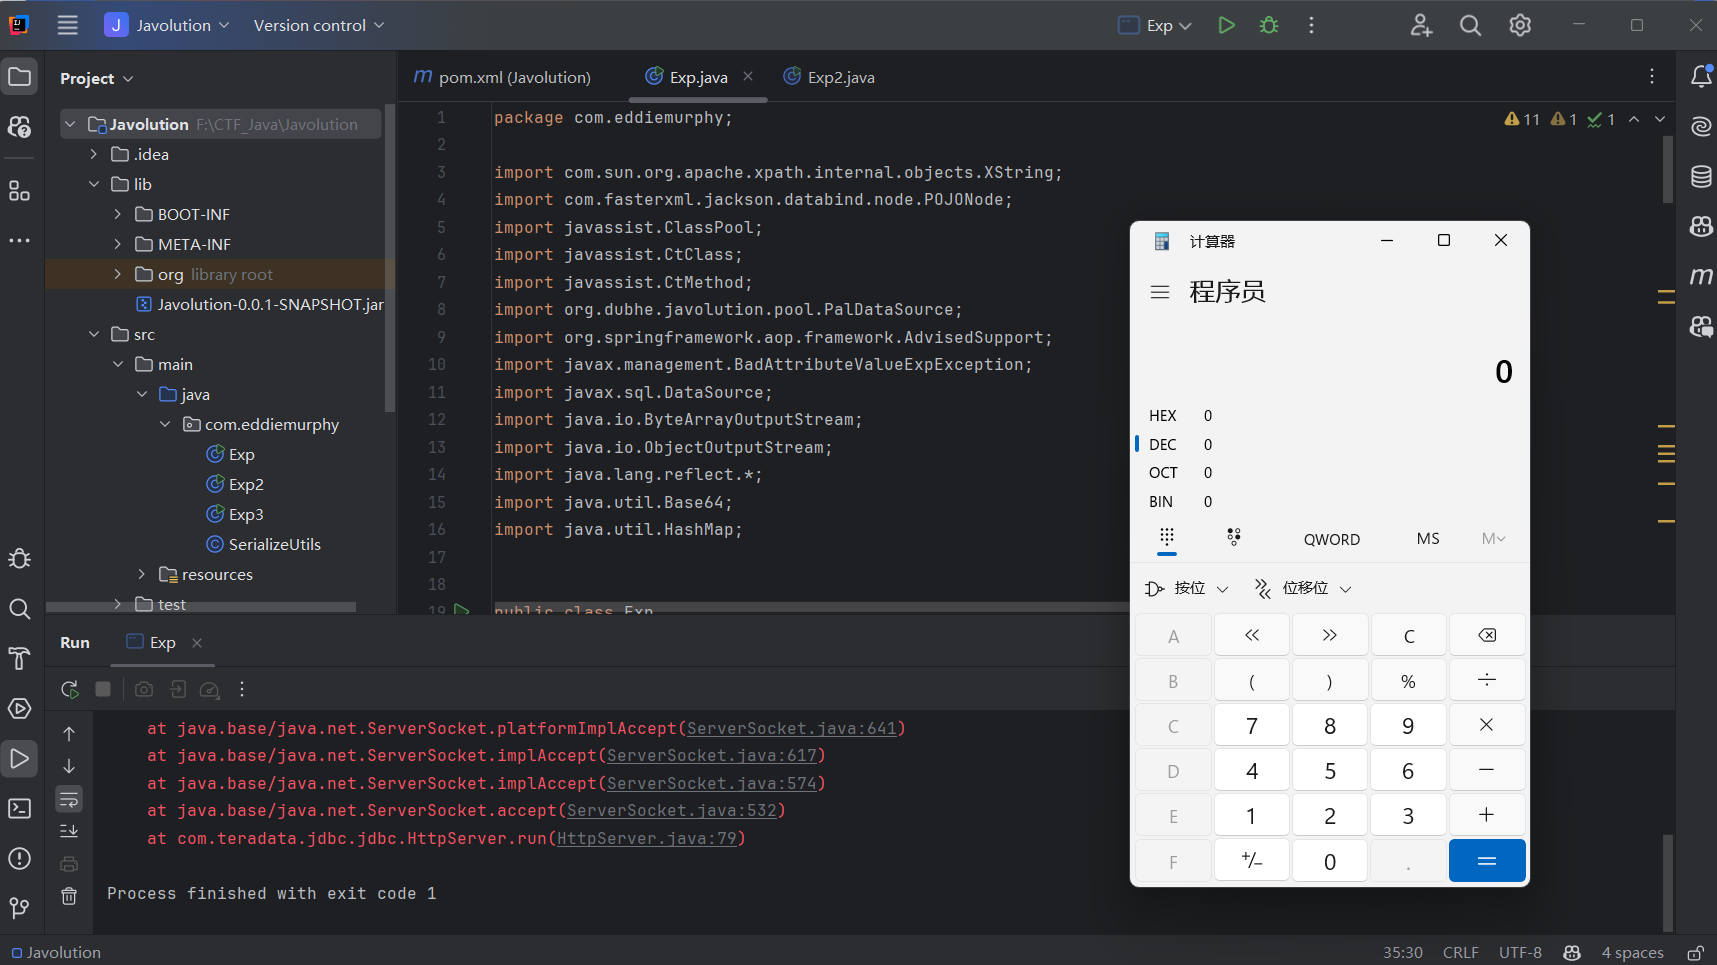 J Javolution Version control Exp
Project
pom.xml (Javolution) Exp.java Exp2.java
Javolution F:\CTF_Java\Javolution
.idea
lib
BOOT-INF
META-INF
org library root
Javolution-0.0.1-SNAPSHOT.jar
src
main
java
com.eddiemurphy
Exp
Exp2
Exp3
SerializeUtils
resources
test
11 1 1
1 package com.eddiemurphy;
2
3 import com.sun.org.apache.xpath.internal.objects.XString;
4 import com.fasterxml.jackson.databind.node.POJONode;
5 import javassist.ClassPool;
6 import javassist.CtClass;
7 import javassist.CtMethod;
8 import org.dubhe.javolution.pool.PalDataSource;
9 import org.springframework.aop.framework.AdvisedSupport;
10 import javax.management.BadAttributeValueExpException;
11 import javax.sql.DataSource;
12 import java.io.ByteArrayOutputStream;
13 import java.io.ObjectOutputStream;
14 import java.lang.reflect.*;
15 import java.util.Base64;
16 import java.util.HashMap;
17
18
19 public class Exp
Run Exp
at java.base/java.net.ServerSocket.platformImplAccept(ServerSocket.java:641)
at java.base/java.net.ServerSocket.implAccept(ServerSocket.java:617)
at java.base/java.net.ServerSocket.implAccept(ServerSocket.java:574)
at java.base/java.net.ServerSocket.accept(ServerSocket.java:532)
at com.teradata.jdbc.jdbc.HttpServer.run(HttpServer.java:79)
Process finished with exit code 1
计算器
程序员
0
HEX 0
DEC 0
OCT 0
BIN 0
QWORD MS M
按位 位移位
A « » C
B ( ) % ÷
C 7 8 9 ×
D 4 5 6 −
E 1 2 3 +
F +/− 0 . =
Javolution 35:30 CRLF UTF-8 4 spaces